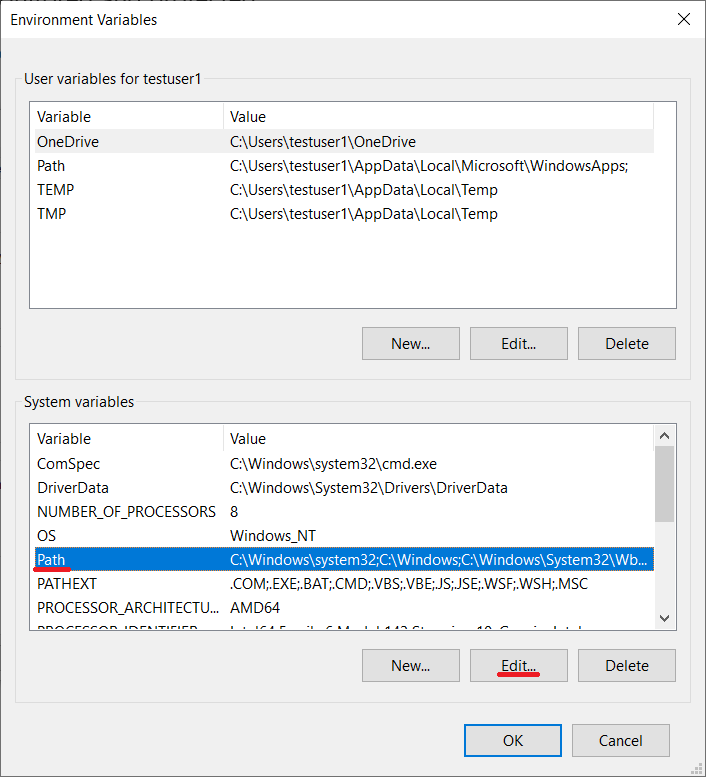 Environment Variables
User variables for testuser1
Variable Value
OneDrive C:\Users\testuser1\OneDrive
Path C:\Users\testuser1\AppData\Local\Microsoft\WindowsApps;
TEMP C:\Users\testuser1\AppData\Local\Temp
TMP C:\Users\testuser1\AppData\Local\Temp
New... Edit... Delete
System variables
Variable Value
ComSpec C:\Windows\system32\cmd.exe
DriverData C:\Windows\System32\Drivers\DriverData
NUMBER_OF_PROCESSORS 8
OS Windows_NT
Path C:\Windows\system32;C:\Windows;C:\Windows\System32\Wb...
PATHEXT .COM;.EXE;.BAT;.CMD;.VBS;.VBE;.JS;.JSE;.WSF;.WSH;.MSC
PROCESSOR_ARCHITECTU... AMD64
New... Edit... Delete
OK Cancel